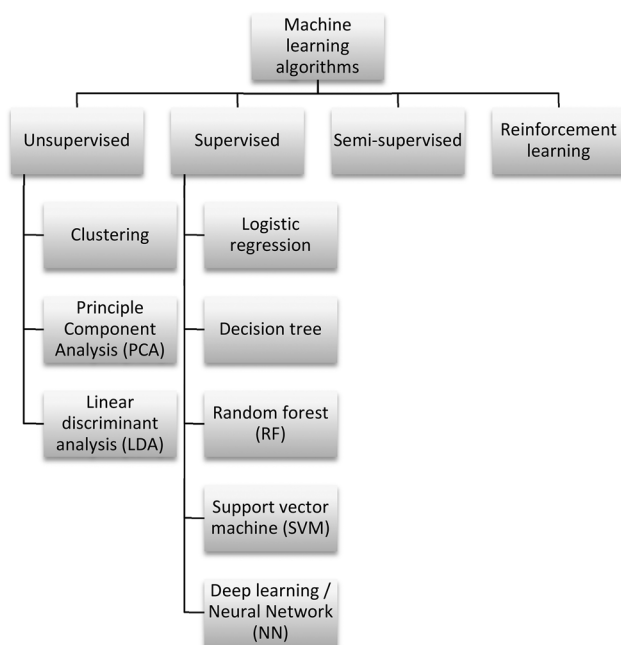 Machine
learning
algorithms
Unsupervised
Supervised
Semi-supervised
Reinforcement
learning
Clustering
Principle
Component
Analysis (PCA)
Linear
discriminant
analysis (LDA)
Logistic
regression
Decision tree
Random forest
(RF)
Support vector
machine (SVM)
Deep learning /
Neural Network
(NN)